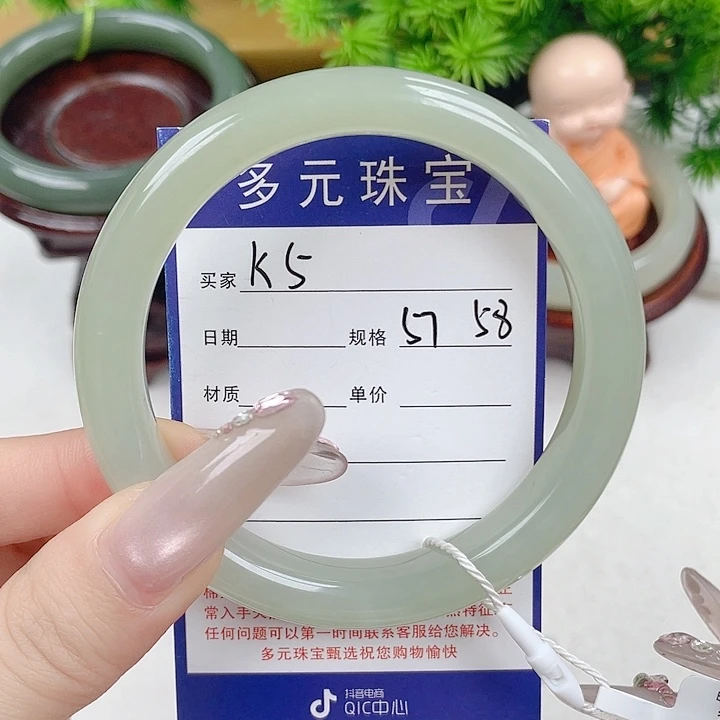 多元珠宝
买家 K5
日期 规格 57 58
材质 单价
任何问题可以第一时间联系客服给您解决。
多元珠宝甄选祝您购物愉快
抖音电商
QIC中心